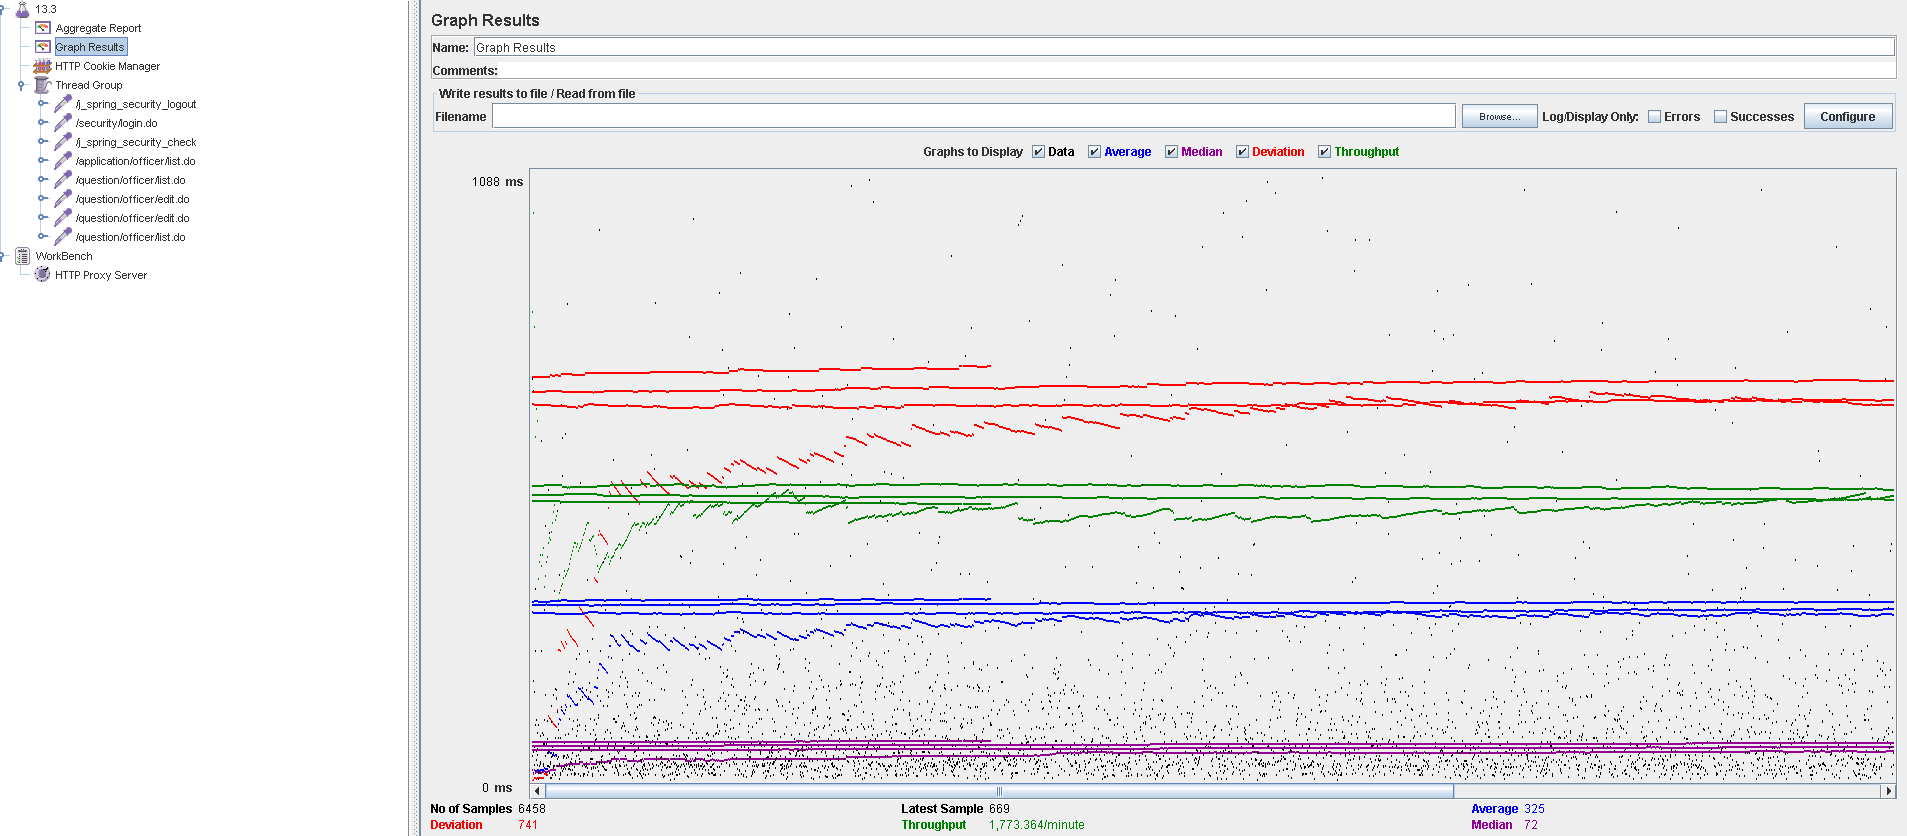 13.3
Aggregate Report
Graph Results
HTTP Cookie Manager
Thread Group
/j_spring_security_logout
/security/login.do
/j_spring_security_check
/application/officer/list.do
/question/officer/list.do
/question/officer/edit.do
/question/officer/edit.do
/question/officer/list.do
WorkBench
HTTP Proxy Server
Graph Results
Name: Graph Results
Comments:
Write results to file / Read from file
Filename Browse... Log/Display Only: Errors Successes Configure
Graphs to Display Data Average Median Deviation Throughput
1088 ms
0 ms
No of Samples 6458 Latest Sample 669 Average 325
Deviation 741 Throughput 1,773.364/minute Median 72